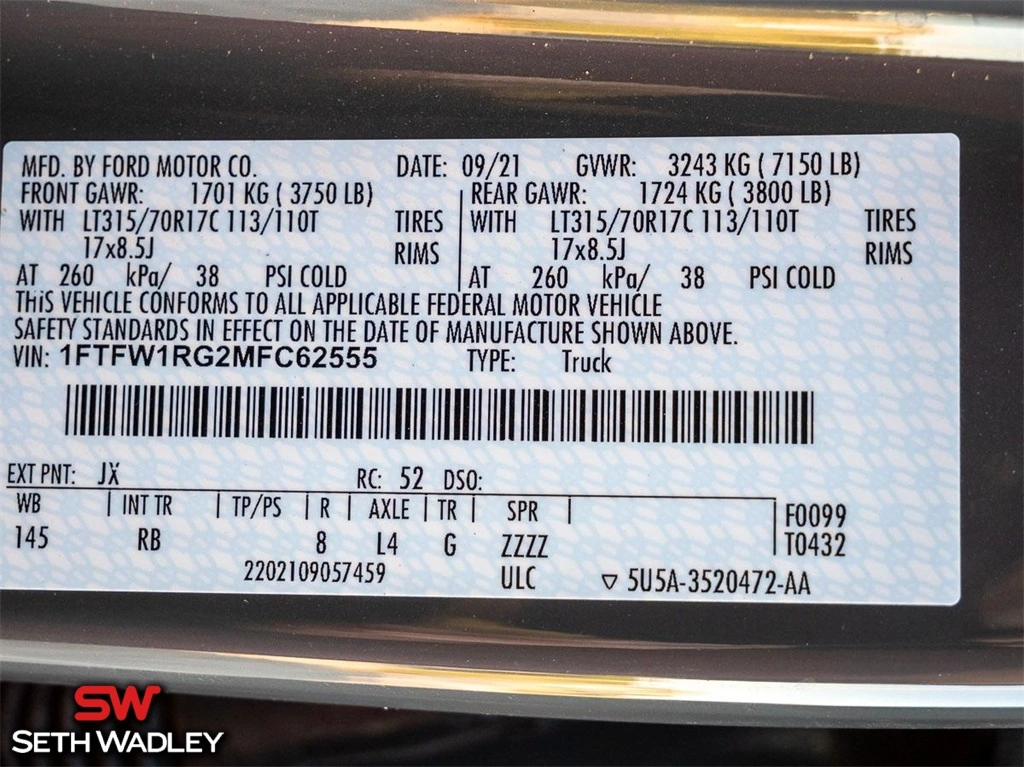 MFD. BY FORD MOTOR CO. DATE: 09/21 GVWR: 3243 KG ( 7150 LB)
FRONT GAWR: 1701 KG ( 3750 LB) REAR GAWR: 1724 KG ( 3800 LB)
WITH LT315/70R17C 113/110T TIRES WITH LT315/70R17C 113/110T TIRES
17x8.5J RIMS 17x8.5J RIMS
AT 260 kPa/ 38 PSI COLD AT 260 kPa/ 38 PSI COLD
THiS VEHICLE CONFORMS TO ALL APPLICABLE FEDERAL MOTOR VEHICLE
SAFETY STANDARDS IN EFFECT ON THE DATE OF MANUFACTURE SHOWN ABOVE.
VIN: 1FTFW1RG2MFC62555 TYPE: Truck
EXT PNT: JX RC: 52 DSO:
WB | INT TR | TP/PS | R | AXLE | TR | SPR | F0099
145 RB 8 L4 G ZZZZ T0432
2202109057459 ULC ▽ 5U5A-3520472-AA
SW
SETH WADLEY